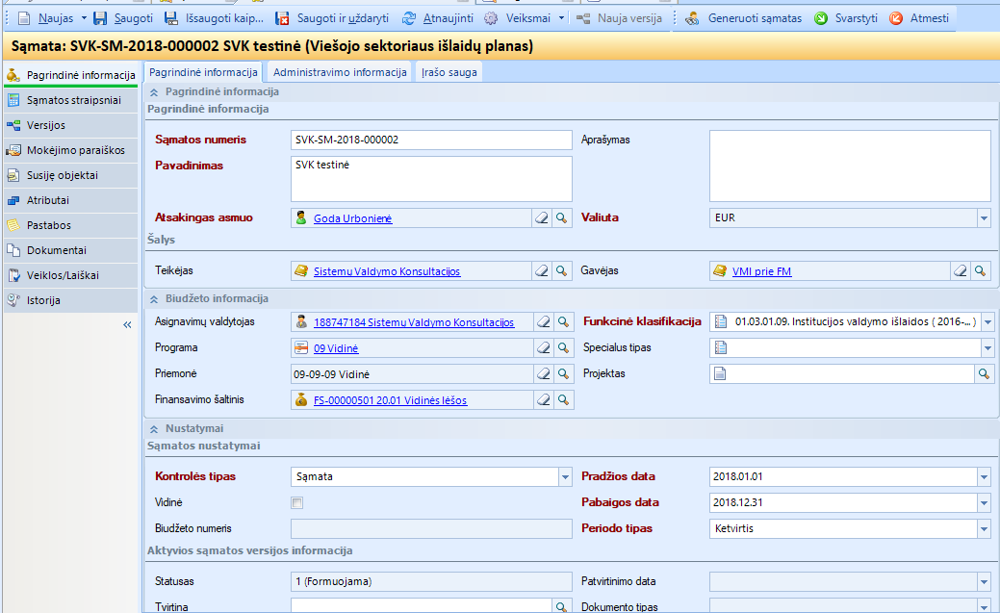 Naujas Saugoti Išsaugoti kaip... Saugoti ir uždaryti Atnaujinti Veiksmai Nauja versija Generuoti sąmatas Svarstyti Atmesti
Sąmata: SVK-SM-2018-000002 SVK testinė (Viešojo sektoriaus išlaidų planas)
Pagrindinė informacija
Sąmatos straipsniai
Versijos
Mokėjimo paraiškos
Susiję objektai
Atributai
Pastabos
Dokumentai
Veiklos/Laiškai
Istorija
«
Pagrindinė informacija Administravimo informacija Įrašo sauga
Pagrindinė informacija
Pagrindinė informacija
Sąmatos numeris SVK-SM-2018-000002 Aprašymas
Pavadinimas SVK testinė
Atsakingas asmuo Goda Urbonienė Valiuta EUR
Šalys
Teikėjas Sistemu Valdymo Konsultacijos Gavėjas VMI prie FM
Biudžeto informacija
Asignavimų valdytojas 188747184 Sistemu Valdymo Konsultacijos Funkcinė klasifikacija 01.03.01.09. Institucijos valdymo išlaidos ( 2016-... )
Programa 09 Vidinė Specialus tipas
Priemonė 09-09-09 Vidinė Projektas
Finansavimo šaltinis FS-00000501 20.01 Vidinės lėšos
Nustatymai
Sąmatos nustatymai
Kontrolės tipas Sąmata Pradžios data 2018.01.01
Vidinė Pabaigos data 2018.12.31
Biudžeto numeris Periodo tipas Ketvirtis
Aktyvios sąmatos versijos informacija
Statusas 1 (Formuojama) Patvirtinimo data
Tvirtina Dokumento tipas